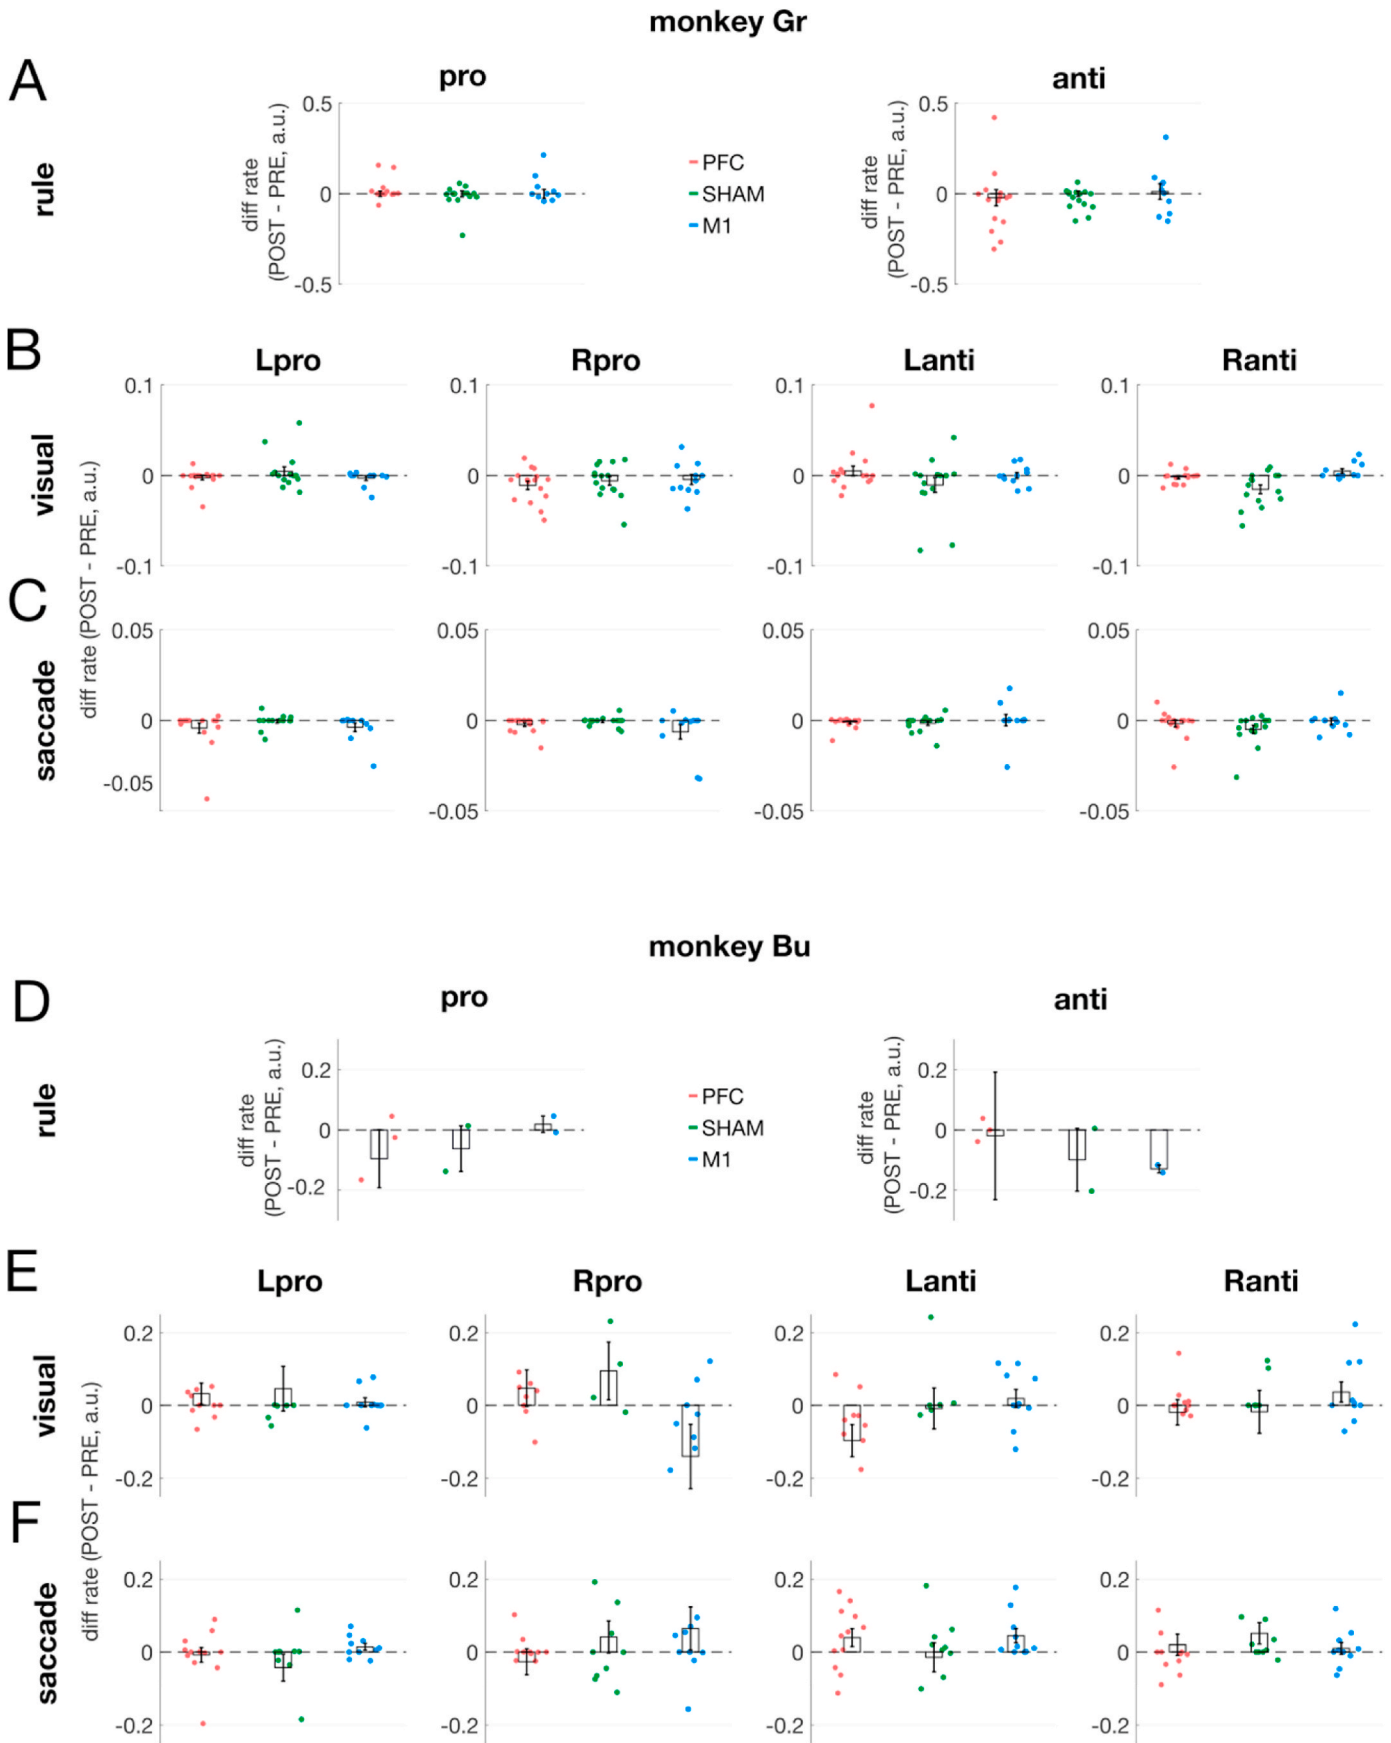 monkey Gr
A
pro
anti
rule
diff rate
(POST - PRE, a.u.)
0.5
0
-0.5
PFC
SHAM
M1
diff rate
(POST - PRE, a.u.)
0.5
0
-0.5
B
Lpro
Rpro
Lanti
Ranti
visual
diff rate (POST - PRE, a.u.)
0.1
0
-0.1
0.1
0
-0.1
0.1
0
-0.1
0.1
0
-0.1
C
saccade
0.05
0
-0.05
0.05
0
-0.05
0.05
0
-0.05
0.05
0
-0.05
monkey Bu
D
pro
anti
rule
diff rate
(POST - PRE, a.u.)
0.2
0
-0.2
PFC
SHAM
M1
diff rate
(POST - PRE, a.u.)
0.2
0
-0.2
E
Lpro
Rpro
Lanti
Ranti
visual
diff rate (POST - PRE, a.u.)
0.2
0
-0.2
0.2
0
-0.2
0.2
0
-0.2
0.2
0
-0.2
F
saccade
0.2
0
-0.2
0.2
0
-0.2
0.2
0
-0.2
0.2
0
-0.2